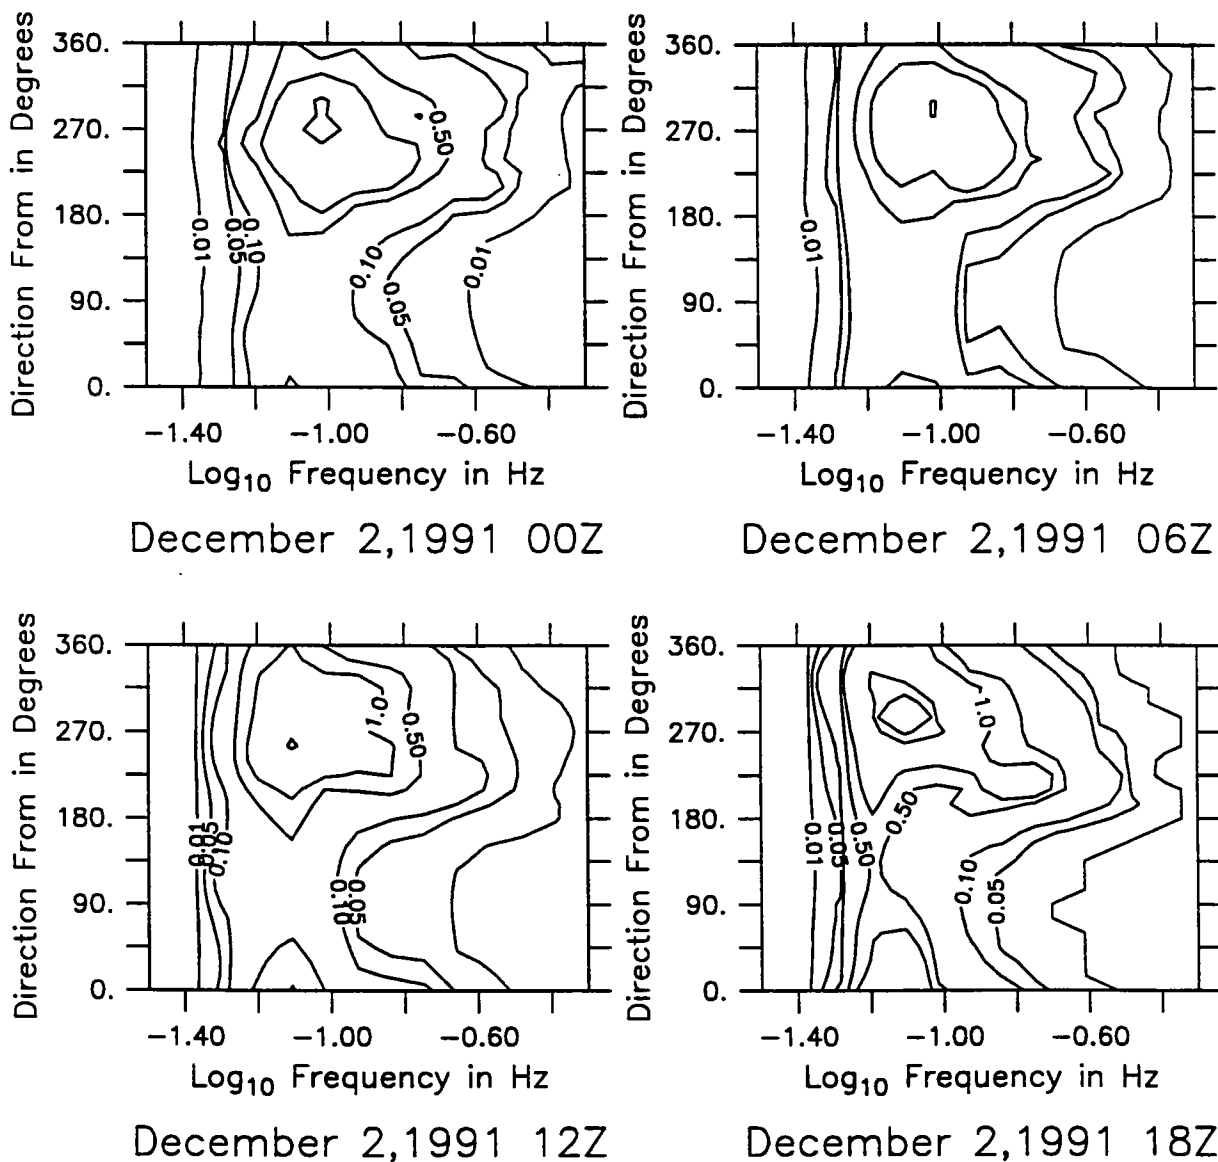 Direction From in Degrees
360.
270.
180.
90.
0.
0.01
0.05
0.10
0.50
0.10
0.05
0.01
-1.40 -1.00 -0.60
Log10 Frequency in Hz
December 2,1991 00Z
Direction From in Degrees
360.
270.
180.
90.
0.
0.01
-1.40 -1.00 -0.60
Log10 Frequency in Hz
December 2,1991 06Z
Direction From in Degrees
360.
270.
180.
90.
0.
0.01
0.05
0.10
1.0
0.50
0.10
0.05
-1.40 -1.00 -0.60
Log10 Frequency in Hz
December 2,1991 12Z
Direction From in Degrees
360.
270.
180.
90.
0.
0.01
0.05
0.50
0.50
1.0
0.10
0.05
-1.40 -1.00 -0.60
Log10 Frequency in Hz
December 2,1991 18Z